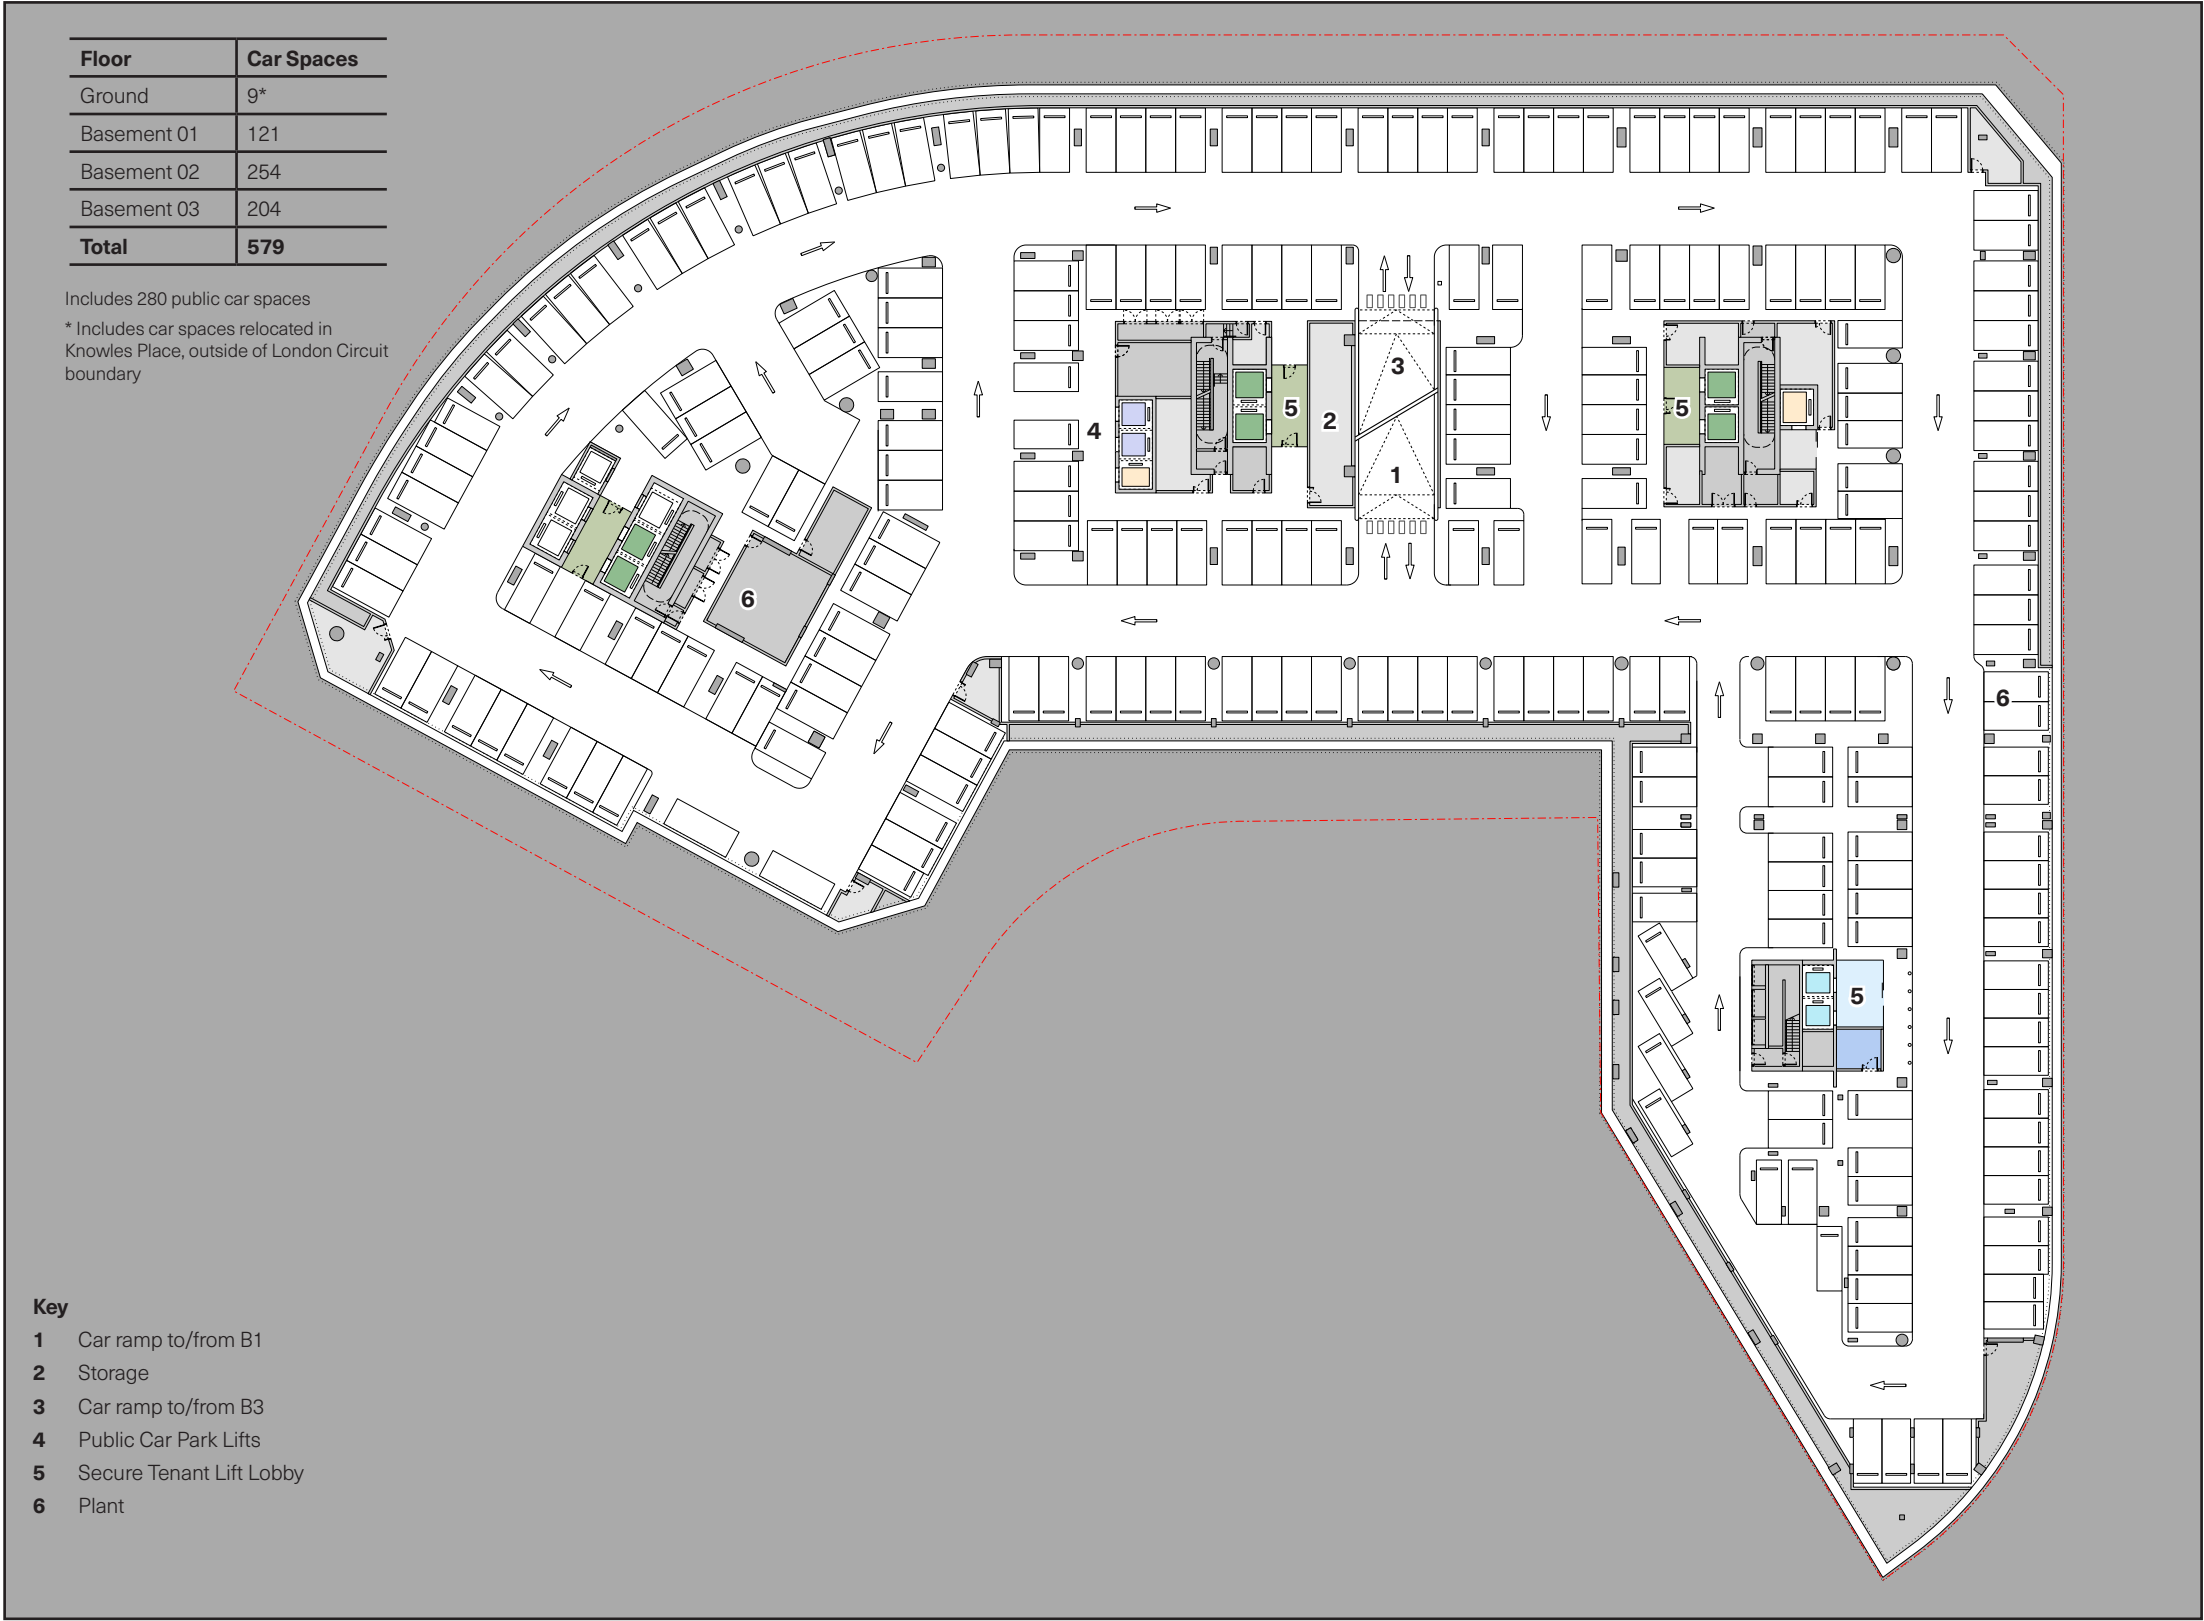 Floor Car Spaces
Ground 9*
Basement 01 121
Basement 02 254
Basement 03 204
Total 579
Includes 280 public car spaces
* Includes car spaces relocated in
Knowles Place, outside of London Circuit
boundary
3
5
2
5
4
1
6
6
5
Key
1 Car ramp to/from B1
2 Storage
3 Car ramp to/from B3
4 Public Car Park Lifts
5 Secure Tenant Lift Lobby
6 Plant